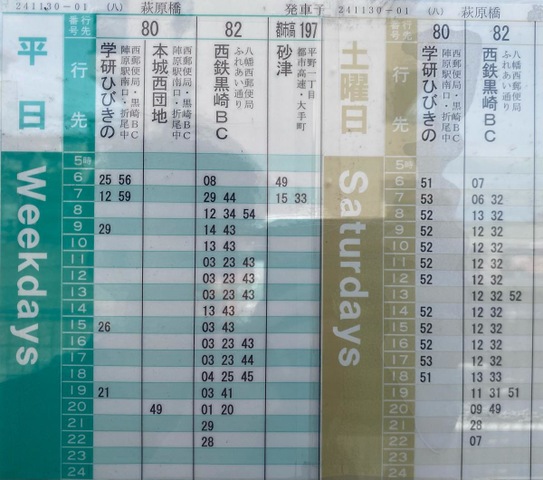 241130-01 (八) 萩原橋 発車予
番号 行先 80 82 都市高 197
平日 Weekdays
行先
学研ひびきの 西郵便局・黒崎BC 陣原駅南口・折尾中
本城西団地 西郵便局・黒崎BC 陣原駅南口・折尾中
西鉄黒崎BC 八幡西郵便局 ふれあい通り
砂津 平野一丁目 都市高速・大手町
5時
6 25 56 08 49
7 12 59 29 44 15 33
8 12 34 54
9 29 14 43
10 13 43
11 03 23 43
12 03 23 43
13 03 23 43
14 13 43
15 26 03 43
16 03 23 43
17 03 23 44
18 04 25 45
19 21 03 41
20 49 01 20
21 29
22 28
23
24
241130-01 (八) 萩原橋
番号 行先 80 82
土曜日 Saturdays
行先
学研ひびきの 西郵便局・黒崎BC 陣原駅南口・折尾中
西鉄黒崎BC 八幡西郵便局 ふれあい通り
5時
6 51 07
7 53 06 32
8 52 13 32
9 52 12 32
10 52 12 32
11 52 12 32
12 52 12 32
13 12 32 52
14 52 12 32
15 52 12 32
16 52 12 32
17 53 12 32
18 51 13 33
19 11 31 51
20 09 49
21 28
22 07
23
24